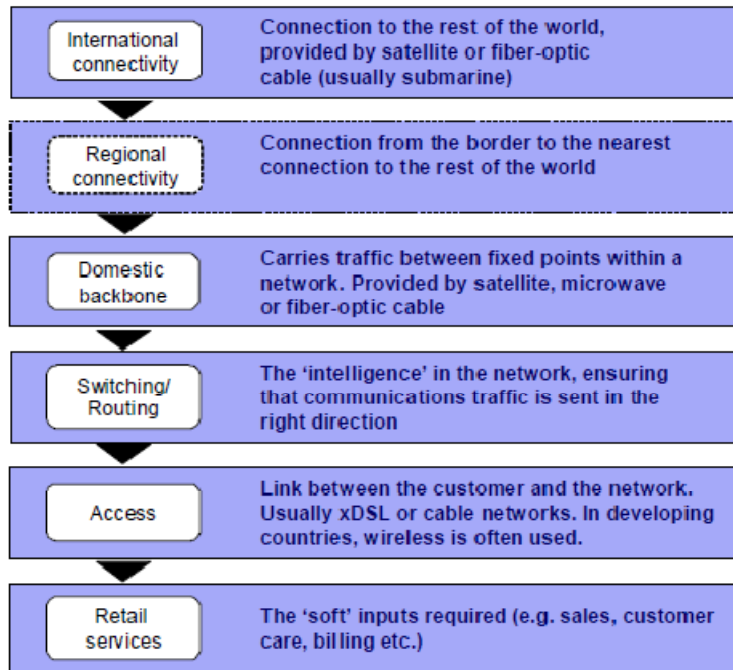 International
connectivity
Connection to the rest of the world,
provided by satellite or fiber-optic
cable (usually submarine)
Regional
connectivity
Connection from the border to the nearest
connection to the rest of the world
Domestic
backbone
Carries traffic between fixed points within a
network. Provided by satellite, microwave
or fiber-optic cable
Switching/
Routing
The ‘intelligence’ in the network, ensuring
that communications traffic is sent in the
right direction
Access
Link between the customer and the network.
Usually xDSL or cable networks. In developing
countries, wireless is often used.
Retail
services
The ‘soft’ inputs required (e.g. sales, customer
care, billing etc.)